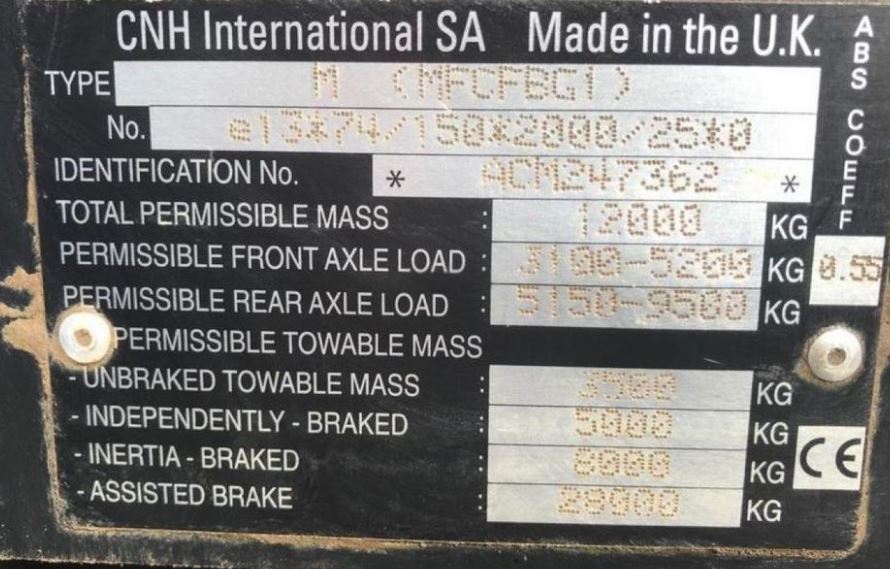 CNH International SA Made in the U.K.
TYPE M (MFCFBG1)
No. e13*74/150*2000/25*0
IDENTIFICATION No. * ACM247362 *
TOTAL PERMISSIBLE MASS : 12000 KG
PERMISSIBLE FRONT AXLE LOAD : 3100-5200 KG
PERMISSIBLE REAR AXLE LOAD : 5150-9500 KG
PERMISSIBLE TOWABLE MASS
- UNBRAKED TOWABLE MASS : 3500 KG
- INDEPENDENTLY - BRAKED : 5000 KG
- INERTIA - BRAKED : 8000 KG
- ASSISTED BRAKE : 29000 KG
ABS COEFF
0.55
CE